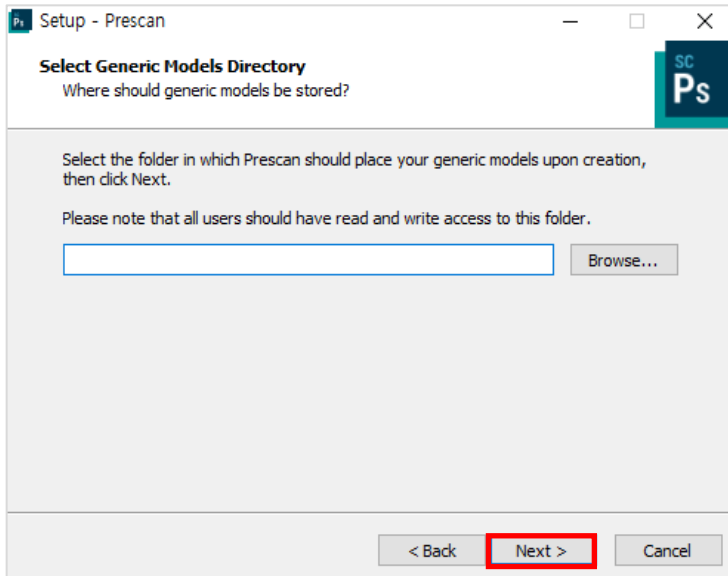 Setup - Prescan
Select Generic Models Directory
Where should generic models be stored?
SC
Ps
Select the folder in which Prescan should place your generic models upon creation,
then click Next.
Please note that all users should have read and write access to this folder.
Browse...
< Back
Next >
Cancel